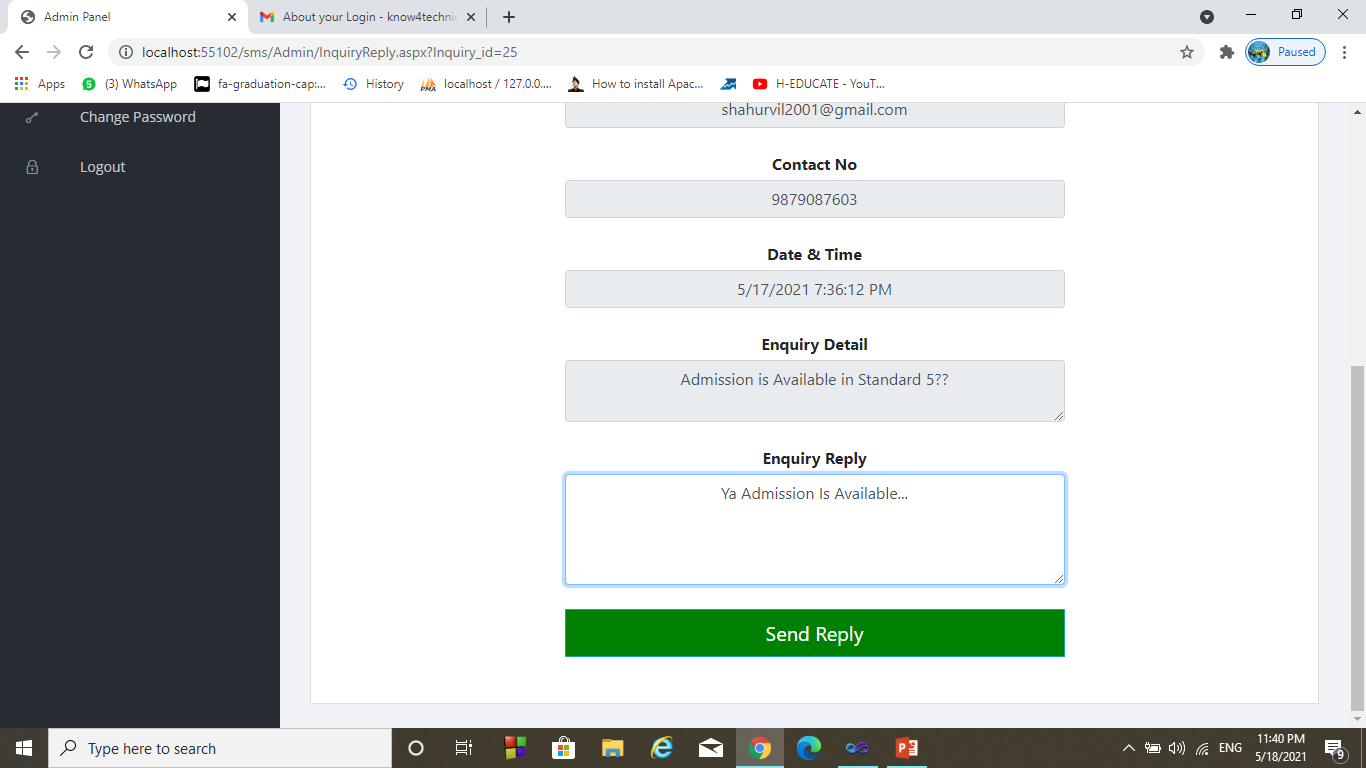 Admin Panel
About your Login - know4technic
localhost:55102/sms/Admin/InquiryReply.aspx?Inquiry_id=25
Paused
Apps
5
(3) WhatsApp
fa-graduation-cap:...
History
PMA
localhost / 127.0.0....
How to install Apac...
H-EDUCATE - YouT...
Change Password
Logout
shahurvil2001@gmail.com
Contact No
9879087603
Date & Time
5/17/2021 7:36:12 PM
Enquiry Detail
Admission is Available in Standard 5??
Enquiry Reply
Ya Admission Is Available...
Send Reply
Type here to search
ENG
11:40 PM
5/18/2021
9